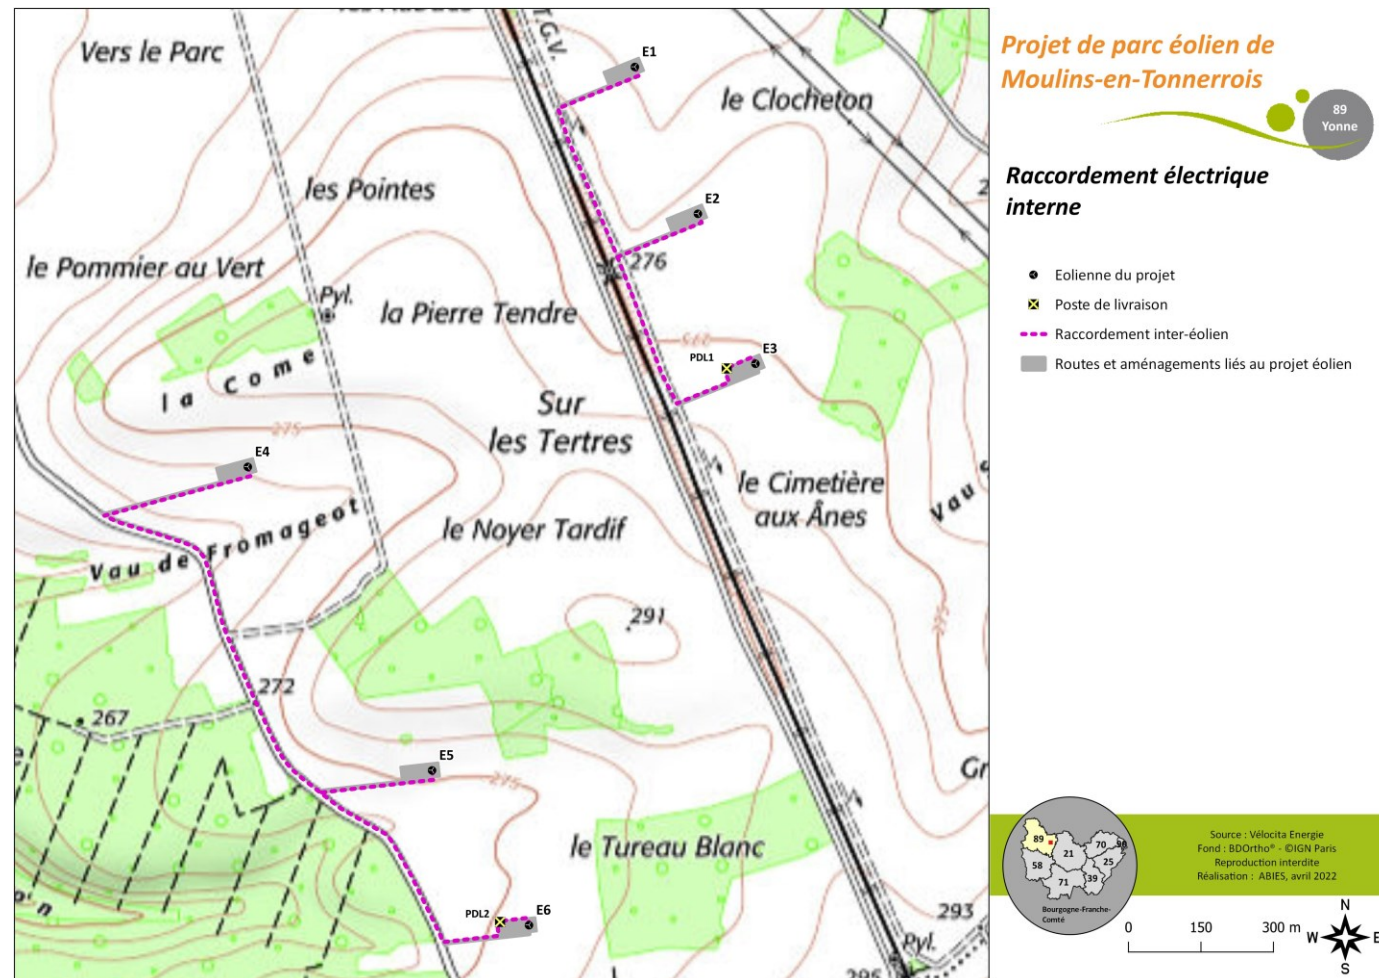 T.G.V.
Vers le Parc
E1
le Clocheton
les Pointes
E2
le Pommier au Vert
276
Pyl.
la Pierre Tendre
275
PDL1
E3
la Come
Sur
les Tertres
275
E4
le Cimetière
aux Ânes
Vau de Fromageot
le Noyer Tardif
291
275
272
267
E5
275
Gr
le Tureau Blanc
PDL2
E6
293
Pyl.
Projet de parc éolien de
Moulins-en-Tonnerrois
89
Yonne
Raccordement électrique
interne
Eolienne du projet
Poste de livraison
Raccordement inter-éolien
Routes et aménagements liés au projet éolien
89
70
90
21
25
58
39
71
Bourgogne-Franche-
Comté
Source : Vélocita Energie
Fond : BDOrtho® - ©IGN Paris
Reproduction interdite
Réalisation : ABIES, avril 2022
0 150 300 m
N
W E
S